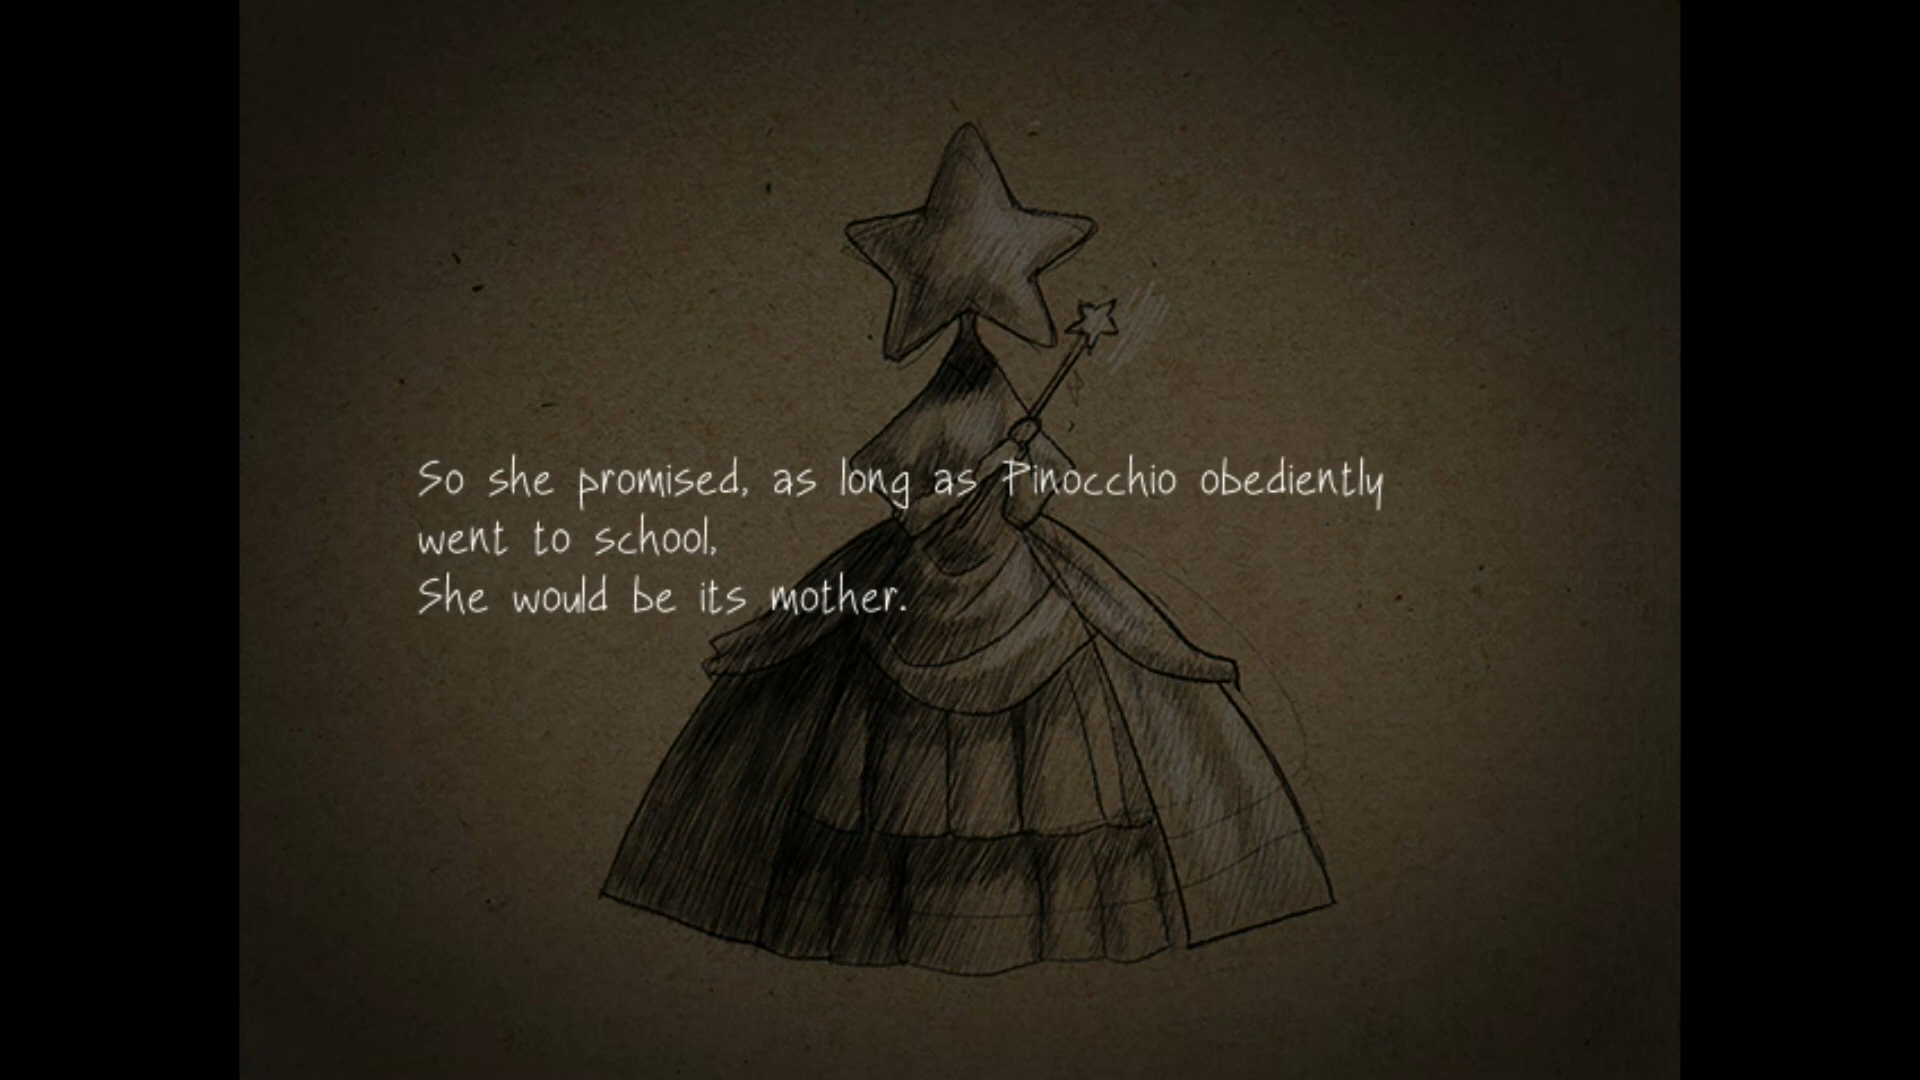 So she promised, as long as Pinocchio obediently
went to school,
She would be its mother.